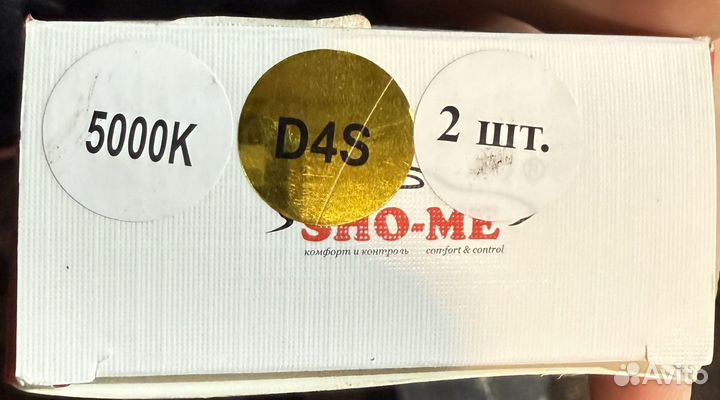 5000K
D4S
2 шт.
®
SHO-ME
комфорт и контроль comfort & control
Avito